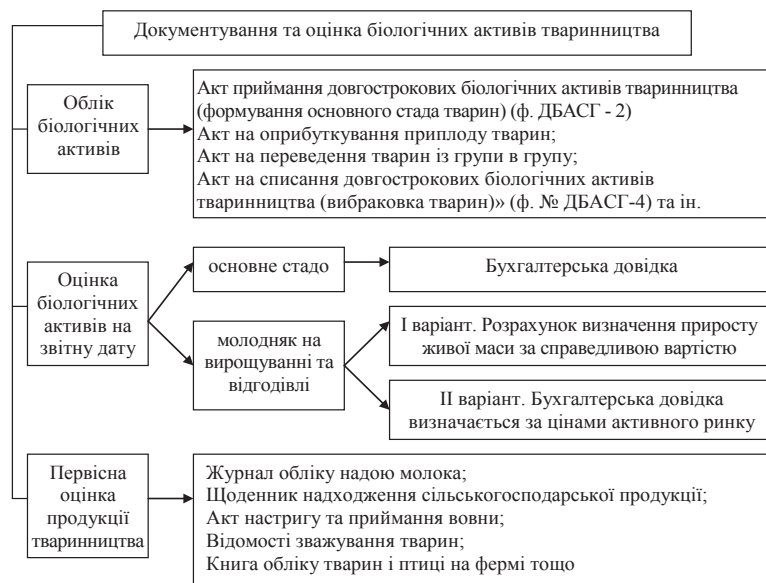 Документування та оцінка біологічних активів тваринництва
Облік
біологічних
активів
Акт приймання довгострокових біологічних активів тваринництва
(формування основного стада тварин) (ф. ДБАСГ - 2)
Акт на оприбуткування приплоду тварин;
Акт на переведення тварин із групи в групу;
Акт на списання довгострокових біологічних активів
тваринництва (вибраковка тварин)» (ф. № ДБАСГ-4) та ін.
Оцінка
біологічних
активів на
звітну дату
основне стадо
Бухгалтерська довідка
молодняк на
вирощуванні та
відгодівлі
І варіант. Розрахунок визначення приросту
живої маси за справедливою вартістю
ІІ варіант. Бухгалтерська довідка
визначається за цінами активного ринку
Первісна
оцінка
продукції
тваринництва
Журнал обліку надою молока;
Щоденник надходження сільськогосподарської продукції;
Акт настригу та приймання вовни;
Відомості зважування тварин;
Книга обліку тварин і птиці на фермі тощо